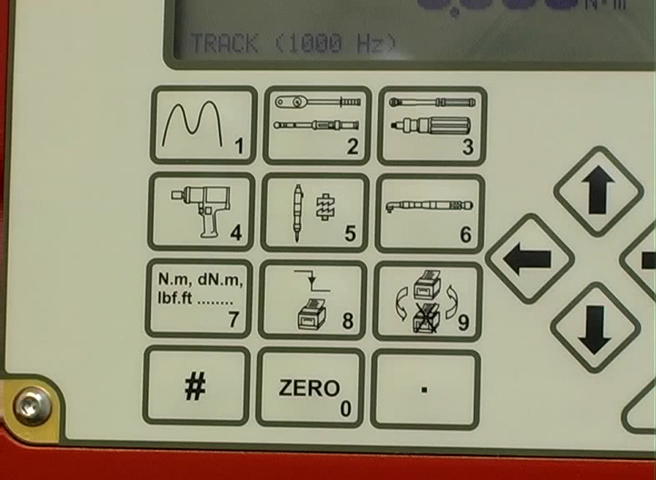 N·m
TRACK (1000 Hz)
1
2
3
4
5
6
N.m, dN.m,
lbf.ft ........
7
8
9
#
ZERO
0
.